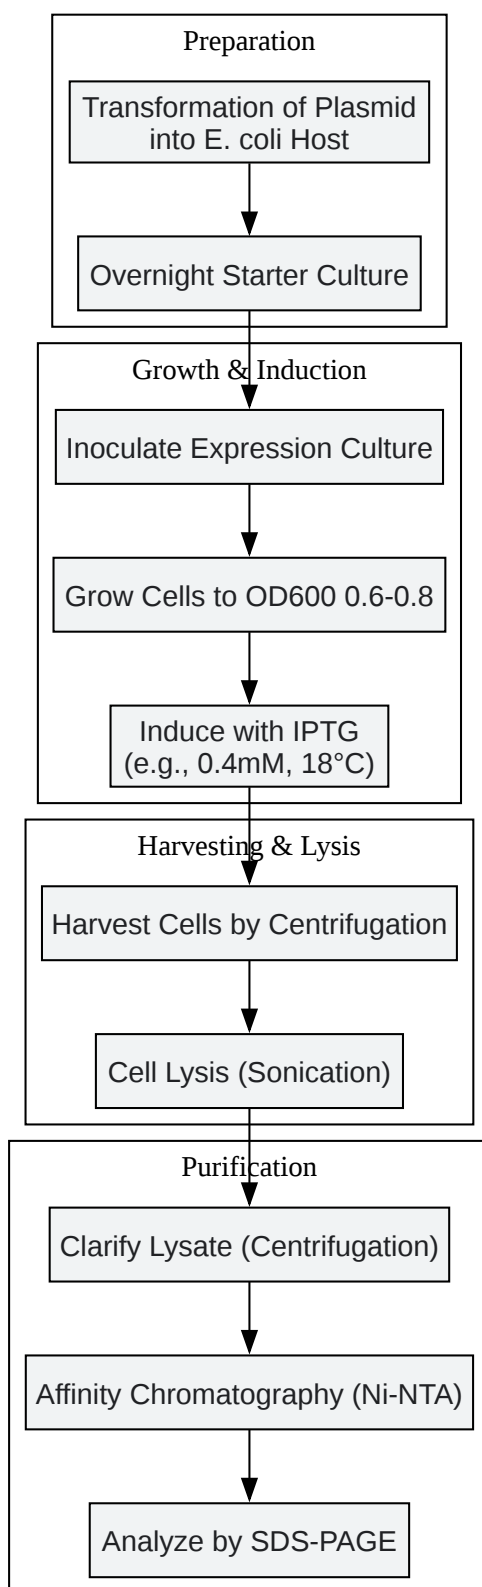 Preparation
Transformation of Plasmid
into E. coli Host
Overnight Starter Culture
Growth & Induction
Inoculate Expression Culture
Grow Cells to OD600 0.6-0.8
Induce with IPTG
(e.g., 0.4mM, 18°C)
Harvesting & Lysis
Harvest Cells by Centrifugation
Cell Lysis (Sonication)
Purification
Clarify Lysate (Centrifugation)
Affinity Chromatography (Ni-NTA)
Analyze by SDS-PAGE